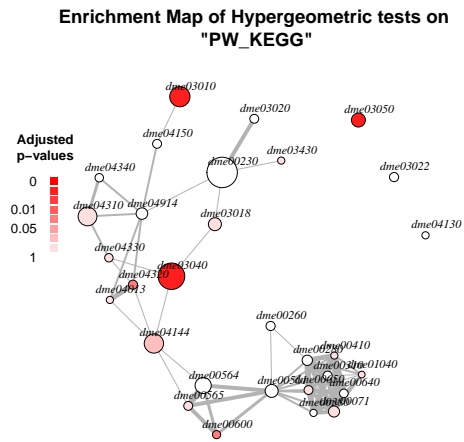 Enrichment Map of Hypergeometric tests on
"PW_KEGG"
dme03010
dme03020
dme03050
dme04150
Adjusted
p−values
dme03430
dme04340
dme00230
dme03022
0
dme04310
dme04914
0.01
dme03018
0.05
dme04130
dme04330
1
dme04320
dme03040
dme04013
dme00260
dme04144
dme00410
dme01040
dme00564
dme00640
dme00565
dme00071
dme00600